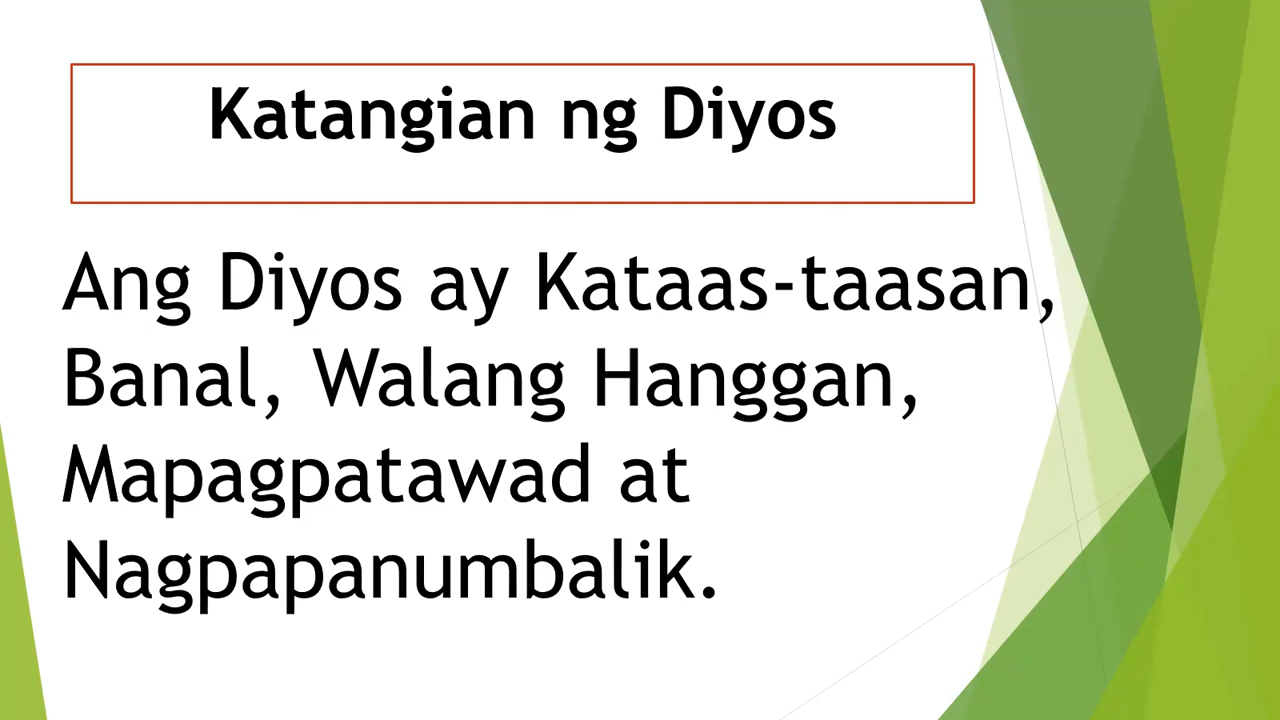 Katangian ng Diyos
Ang Diyos ay Kataas-taasan,
Banal, Walang Hanggan,
Mapagpatawad at
Nagpapanumbalik.